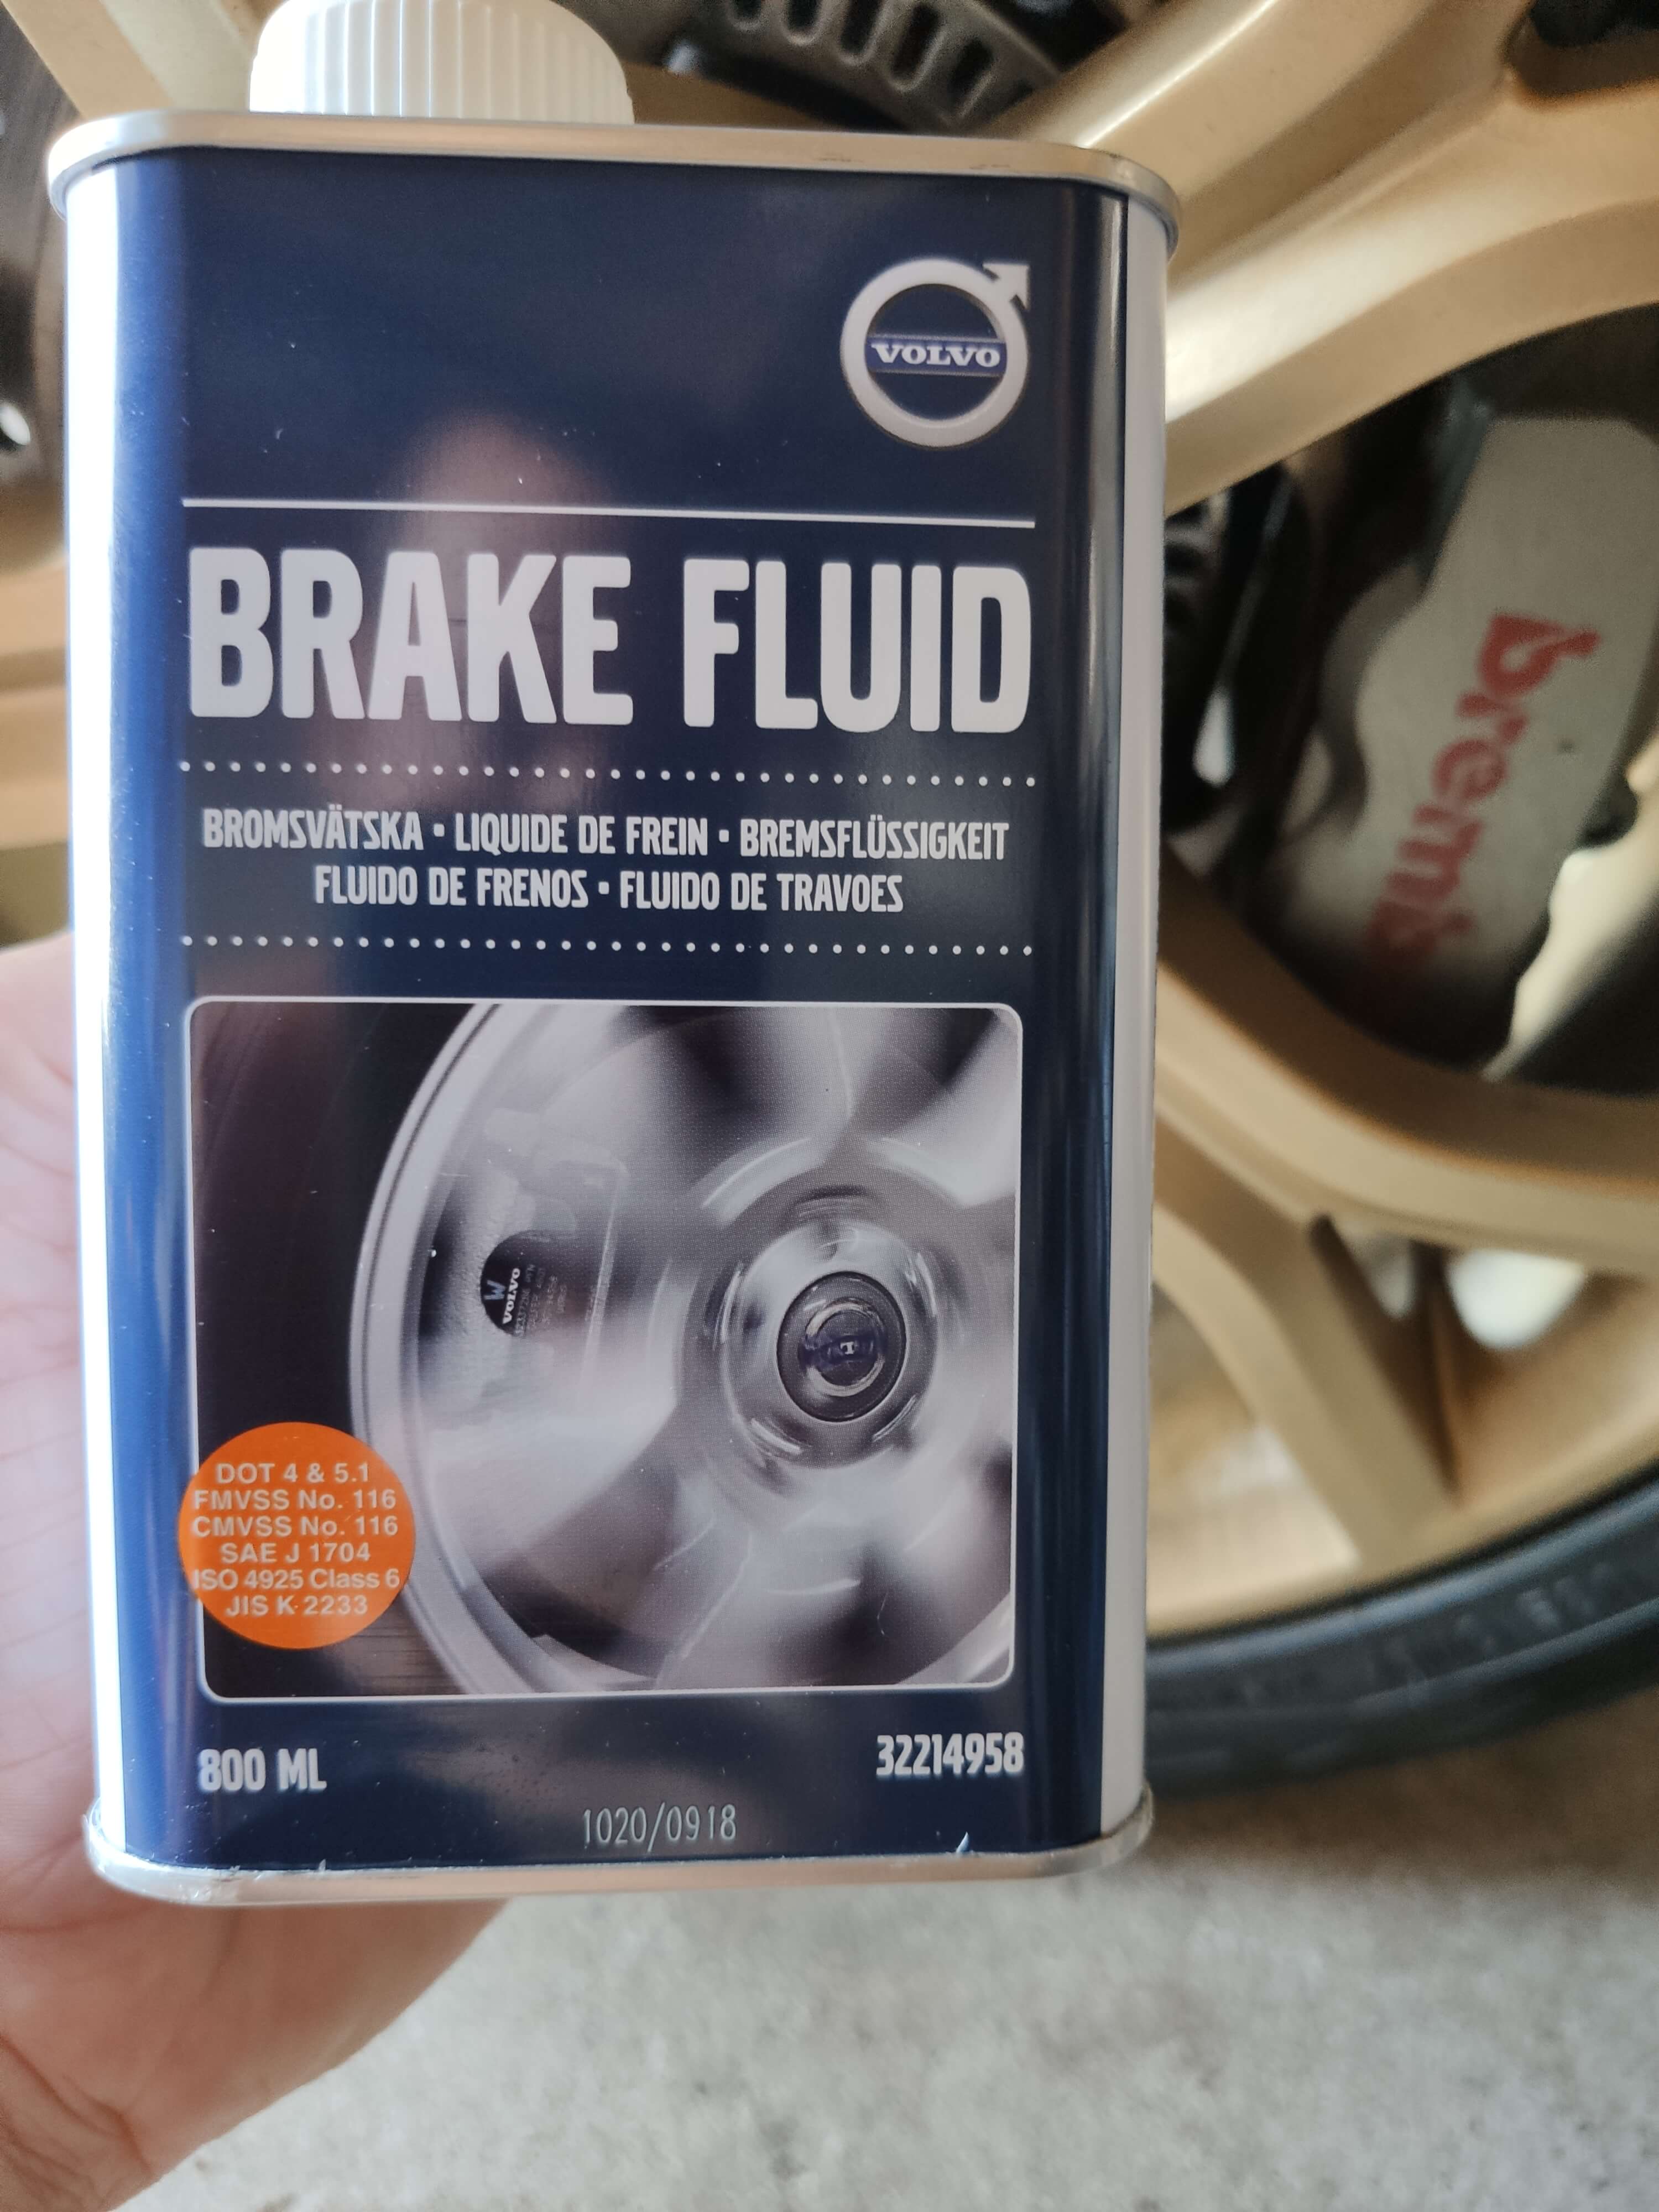 VOLVO
BRAKE FLUID
BROMSVÄTSKA · LIQUIDE DE FREIN · BREMSFLÜSSIGKEIT
FLUIDO DE FRENOS · FLUIDO DE TRAVOES
W
VOLVO
DOT 4 & 5.1
FMVSS No. 116
CMVSS No. 116
SAE J 1704
ISO 4925 Class 6
JIS K 2233
800 ML
32214958
1020/0918
brembo